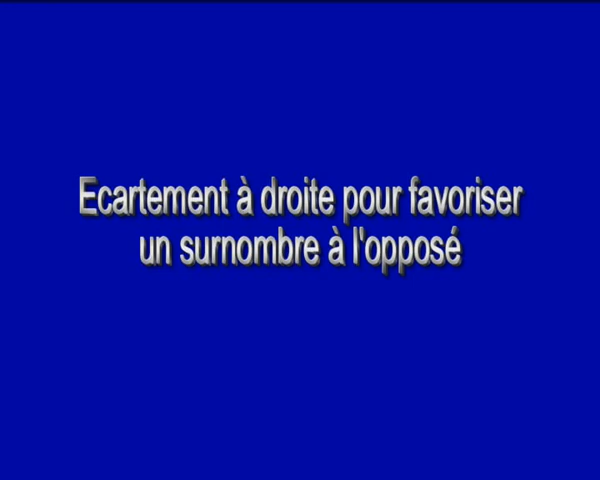 Ecartement à droite pour favoriser
un surnombre à l'opposé